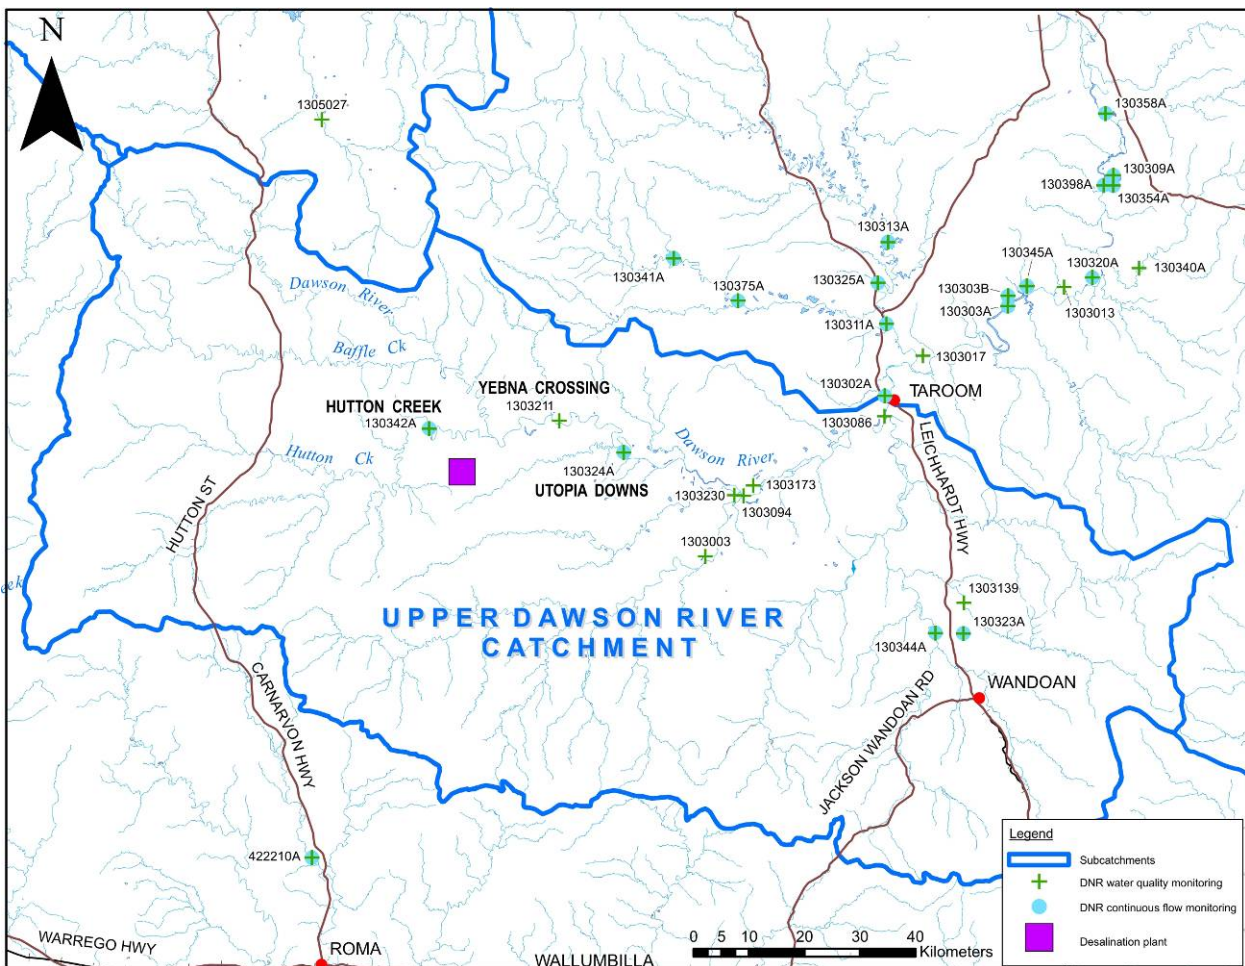 N
1305027
130358A
130309A
130398A
130354A
130313A
130341A
130345A
130320A
130340A
130325A
130375A
130303B
130303A
1303013
Dawson River
130311A
Baffle Ck
1303017
YEBNA CROSSING
1303211
130302A
TAROOM
HUTTON CREEK
130342A
1303086
Hutton Ck
Dawson River
130324A
UTOPIA DOWNS
1303173
1303230
1303094
LEICHHARDT HWY
HUTTON ST
1303003
eek
1303139
UPPER DAWSON RIVER
CATCHMENT
130323A
130344A
WANDOAN
CARNARVON HWY
JACKSON WANDOAN RD
422210A
WARREGO HWY
ROMA
WALLUMBILLA
0 5 10 20 30 40
Kilometers
Legend
Subcatchments
DNR water quality monitoring
DNR continuous flow monitoring
Desalination plant